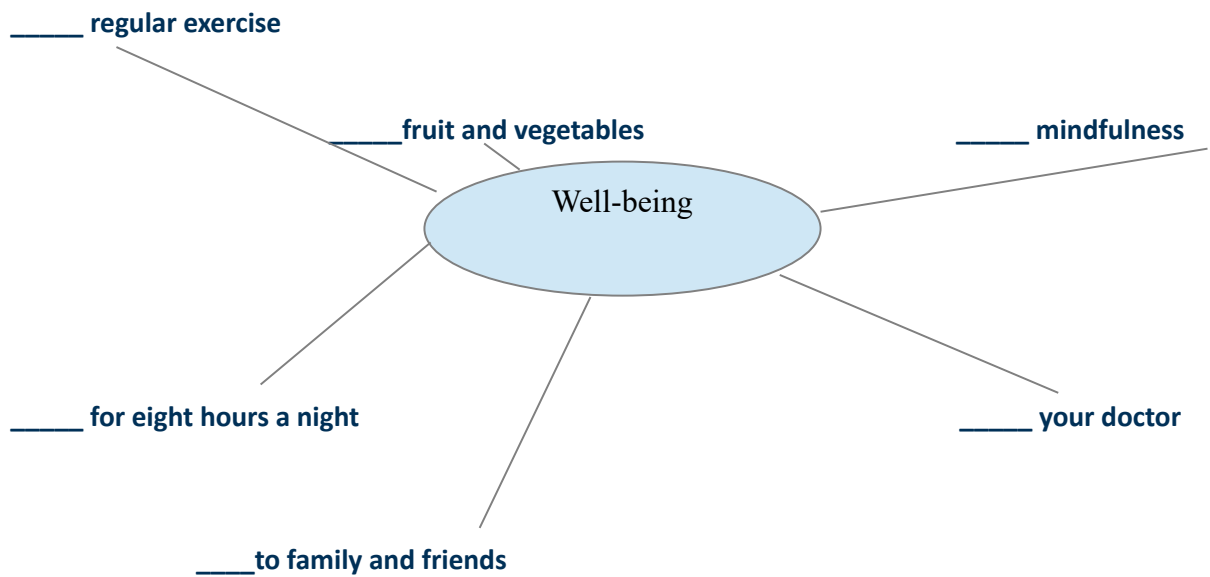 _____ regular exercise
_____fruit and vegetables
_____ mindfulness
Well-being
_____ for eight hours a night
_____ your doctor
____to family and friends